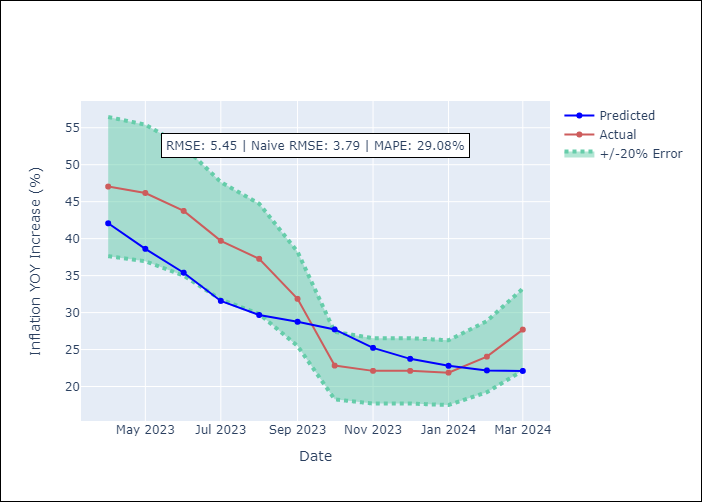 RMSE: 5.45 | Naive RMSE: 3.79 | MAPE: 29.08%
Predicted
Actual
+/-20% Error
Inflation YOY Increase (%)
55
50
45
40
35
30
25
20
May 2023
Jul 2023
Sep 2023
Nov 2023
Jan 2024
Mar 2024
Date